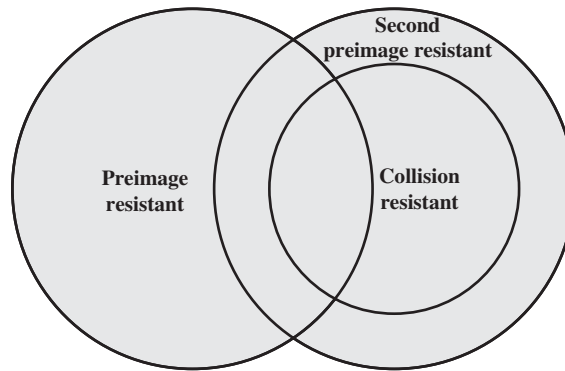 Second
preimage resistant
Preimage
resistant
Collision
resistant